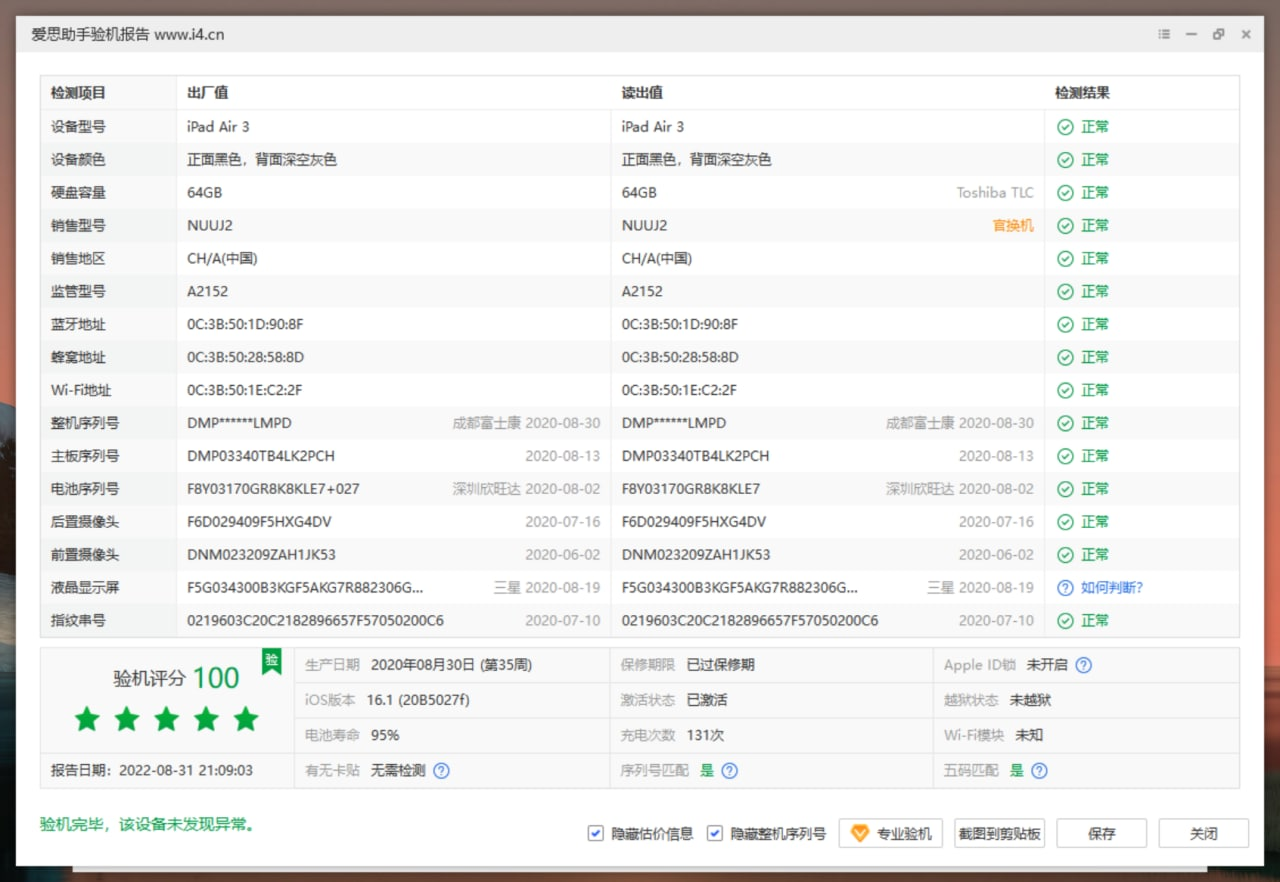 爱思助手验机报告 www.i4.cn
检测项目 出厂值 读出值 检测结果
设备型号 iPad Air 3 iPad Air 3 正常
设备颜色 正面黑色，背面深空灰色 正面黑色，背面深空灰色 正常
硬盘容量 64GB 64GB Toshiba TLC 正常
销售型号 NUUJ2 NUUJ2 官换机 正常
销售地区 CH/A(中国) CH/A(中国) 正常
监管型号 A2152 A2152 正常
蓝牙地址 0C:3B:50:1D:90:8F 0C:3B:50:1D:90:8F 正常
蜂窝地址 0C:3B:50:28:58:8D 0C:3B:50:28:58:8D 正常
Wi-Fi地址 0C:3B:50:1E:C2:2F 0C:3B:50:1E:C2:2F 正常
整机序列号 DMP******LMPD 成都富士康 2020-08-30 DMP******LMPD 成都富士康 2020-08-30 正常
主板序列号 DMP03340TB4LK2PCH 2020-08-13 DMP03340TB4LK2PCH 2020-08-13 正常
电池序列号 F8Y03170GR8K8KLE7+027 深圳欣旺达 2020-08-02 F8Y03170GR8K8KLE7 深圳欣旺达 2020-08-02 正常
后置摄像头 F6D029409F5HXG4DV 2020-07-16 F6D029409F5HXG4DV 2020-07-16 正常
前置摄像头 DNM023209ZAH1JK53 2020-06-02 DNM023209ZAH1JK53 2020-06-02 正常
液晶显示屏 F5G034300B3KGF5AKG7R882306G... 三星 2020-08-19 F5G034300B3KGF5AKG7R882306G... 三星 2020-08-19 如何判断?
指纹串号 0219603C20C2182896657F57050200C6 2020-07-10 0219603C20C2182896657F57050200C6 2020-07-10 正常
验机评分 100 验
生产日期 2020年08月30日 (第35周) 保修期限 已过保修期 Apple ID锁 未开启 ?
iOS版本 16.1 (20B5027f) 激活状态 已激活 越狱状态 未越狱
电池寿命 95% 充电次数 131次 Wi-Fi模块 未知
报告日期：2022-08-31 21:09:03 有无卡贴 无需检测 ? 序列号匹配 是 ? 五码匹配 是 ?
验机完毕，该设备未发现异常。
隐藏估价信息 隐藏整机序列号 专业验机 截图到剪贴板 保存 关闭